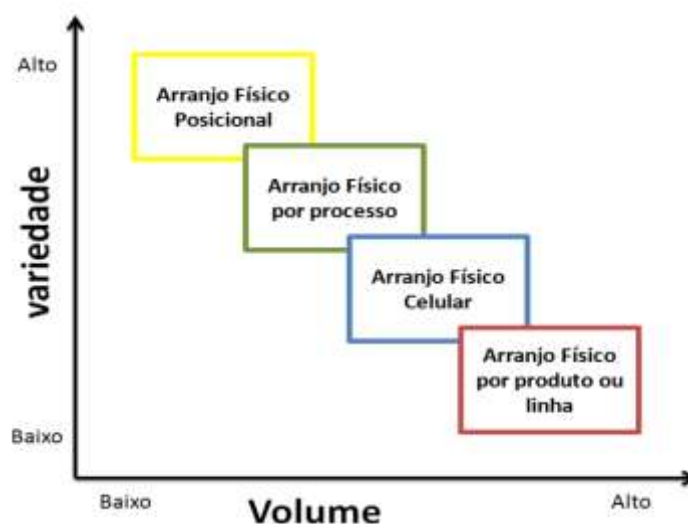 Alto
Arranjo Físico
Posicional
Arranjo Físico
por processo
variedade
Arranjo Físico
Celular
Arranjo Físico
por produto ou
linha
Baixo
Baixo
Volume
Alto